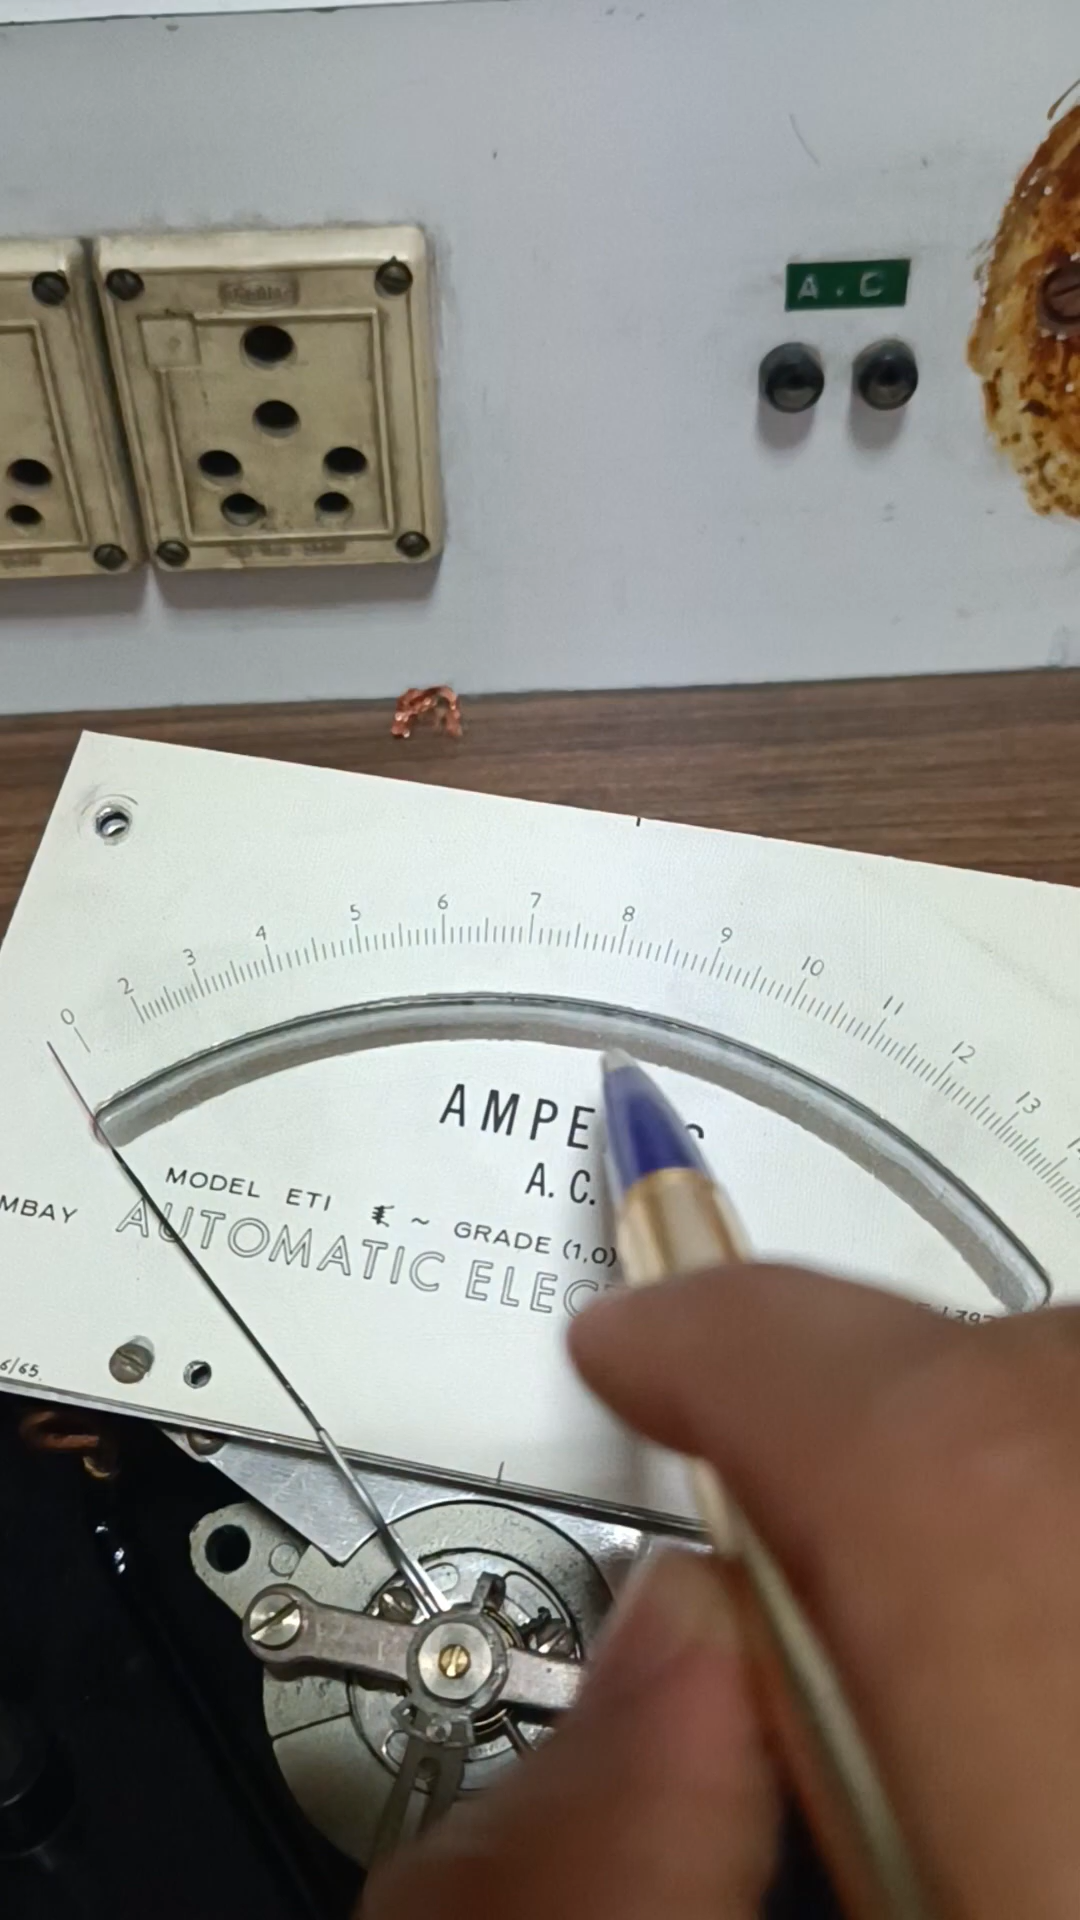 A.C
0 2 3 4 5 6 7 8 9 10 11 12 13
AMPE
A.C.
MODEL ETI ~ GRADE (1,0)
MBAY
AUTOMATIC ELEC
6/65.